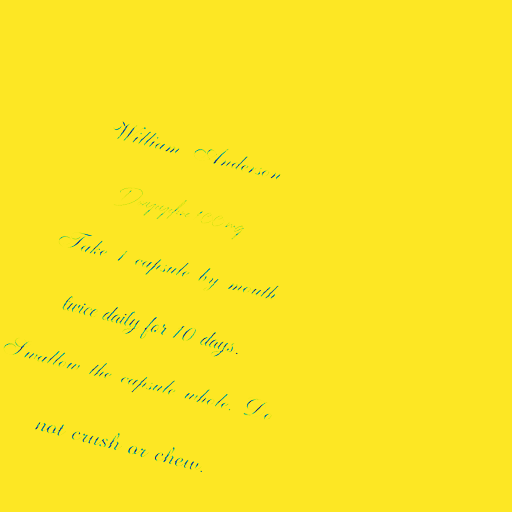 William Anderson
Take 1 capsule by mouth
twice daily for 10 days.
Swallow the capsule whole. Do
not crush or chew.